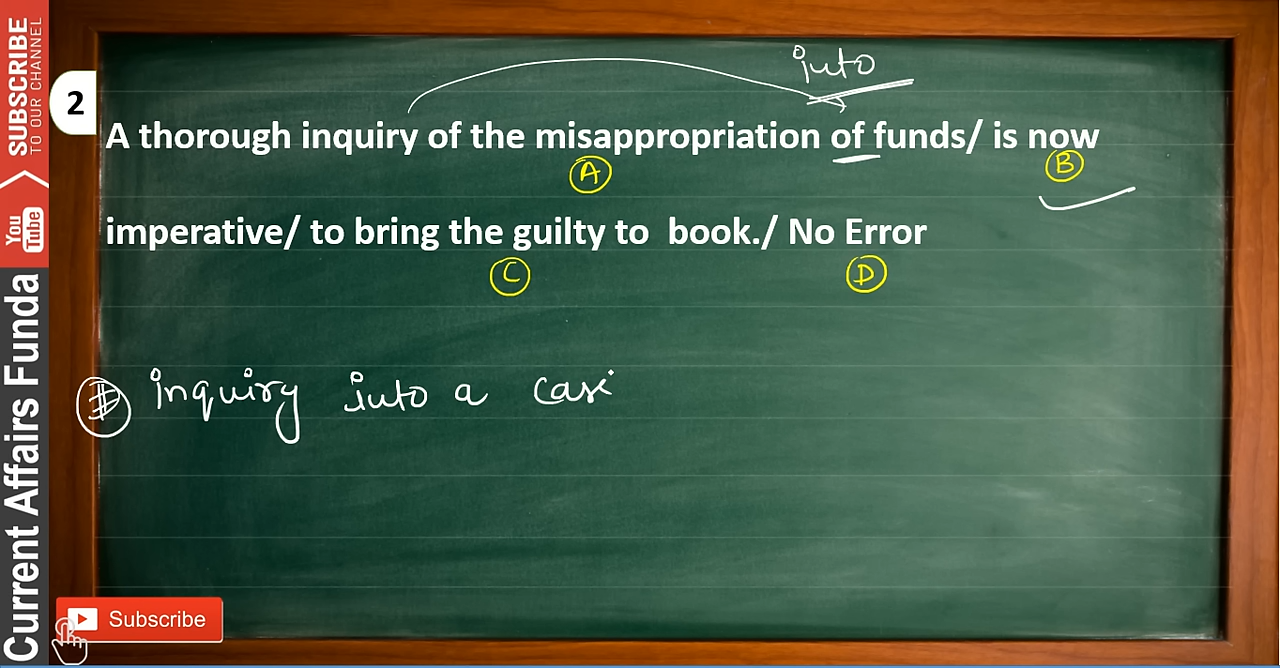 SUBSCRIBE
TO OUR CHANNEL
You Tube
Current Affairs Funda
2
into
A thorough inquiry of the misappropriation of funds/ is now
A
B
imperative/ to bring the guilty to book./ No Error
C
D
# inquiry into a case
Subscribe